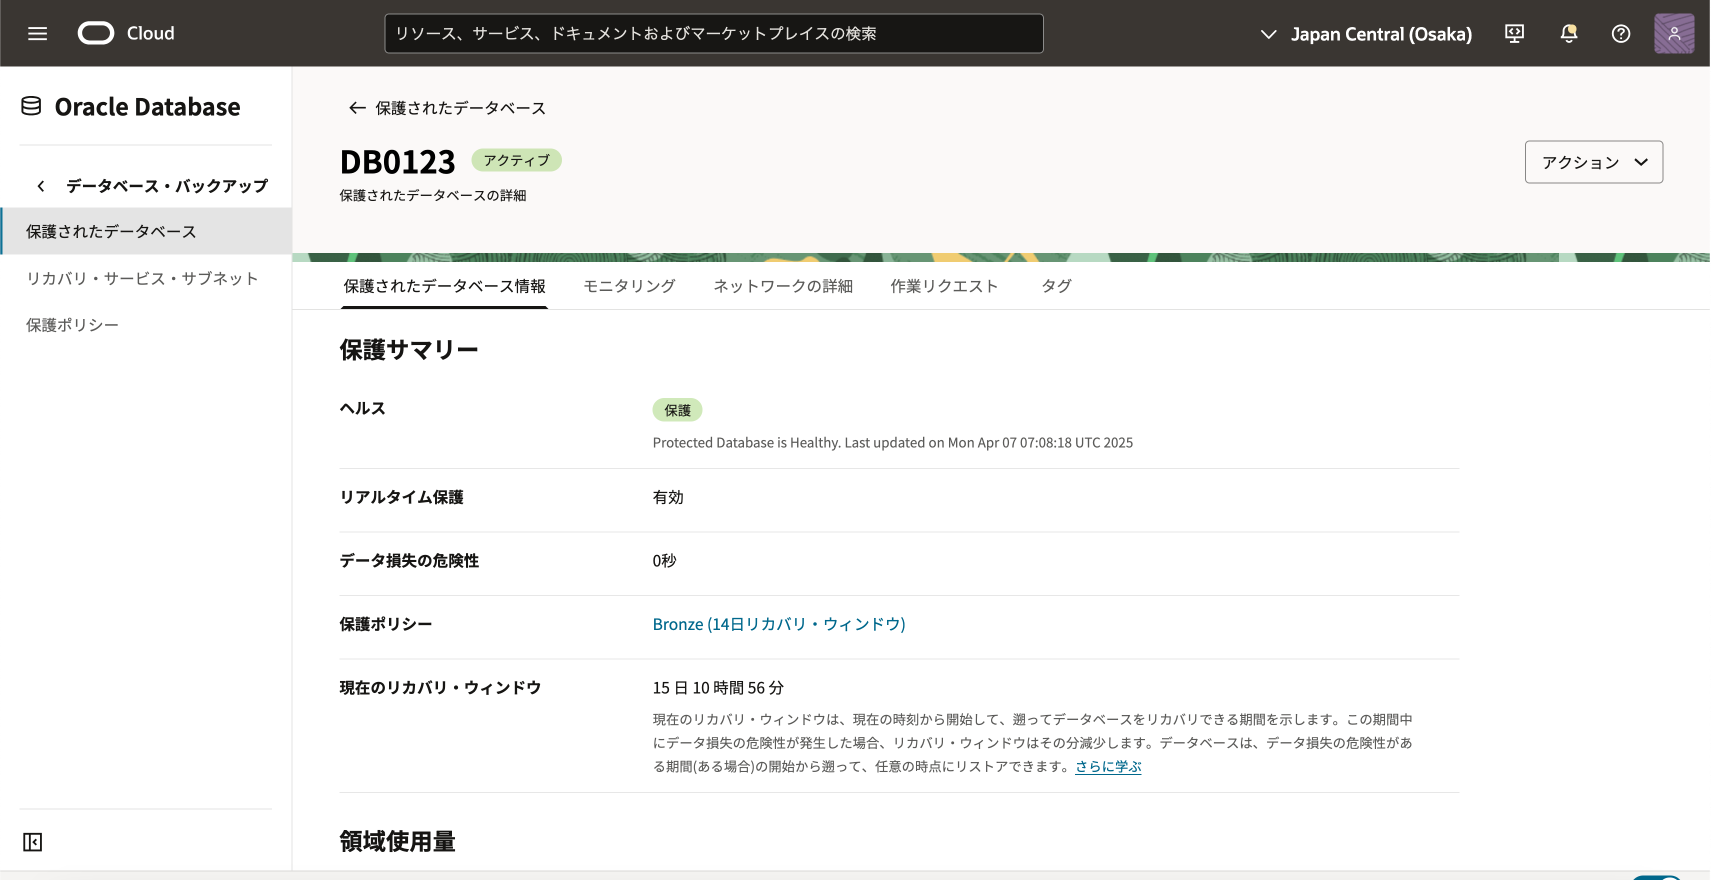 Cloud
リソース、サービス、ドキュメントおよびマーケットプレイスの検索
Japan Central (Osaka)
Oracle Database
データベース・バックアップ
保護されたデータベース
リカバリ・サービス・サブネット
保護ポリシー
保護されたデータベース
DB0123
アクティブ
保護されたデータベースの詳細
アクション
保護されたデータベース情報
モニタリング
ネットワークの詳細
作業リクエスト
タグ
保護サマリー
ヘルス
保護
Protected Database is Healthy. Last updated on Mon Apr 07 07:08:18 UTC 2025
リアルタイム保護
有効
データ損失の危険性
0秒
保護ポリシー
Bronze (14日リカバリ・ウィンドウ)
現在のリカバリ・ウィンドウ
15 日 10 時間 56 分
現在のリカバリ・ウィンドウは、現在の時刻から開始して、遡ってデータベースをリカバリできる期間を示します。この期間中
にデータ損失の危険性が発生した場合、リカバリ・ウィンドウはその分減少します。データベースは、データ損失の危険性があ
る期間(ある場合)の開始から遡って、任意の時点にリストアできます。さらに学ぶ
領域使用量